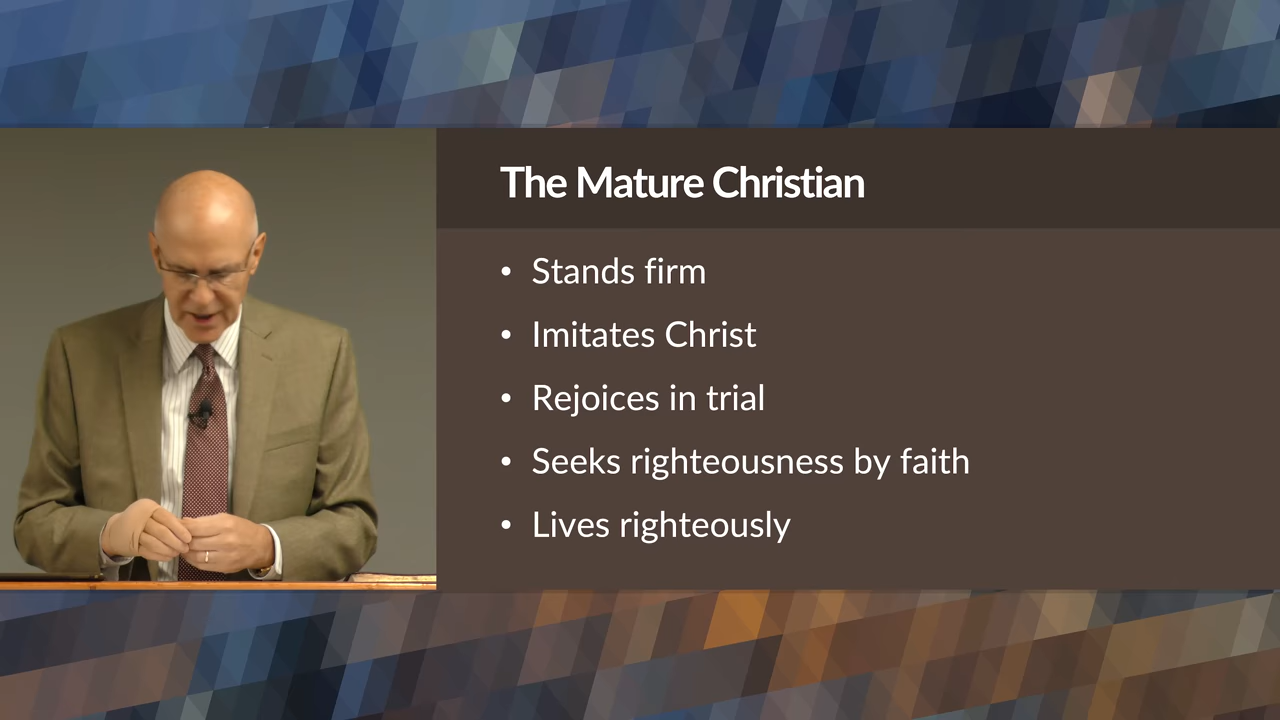 The Mature Christian
• Stands firm
• Imitates Christ
• Rejoices in trial
• Seeks righteousness by faith
• Lives righteously